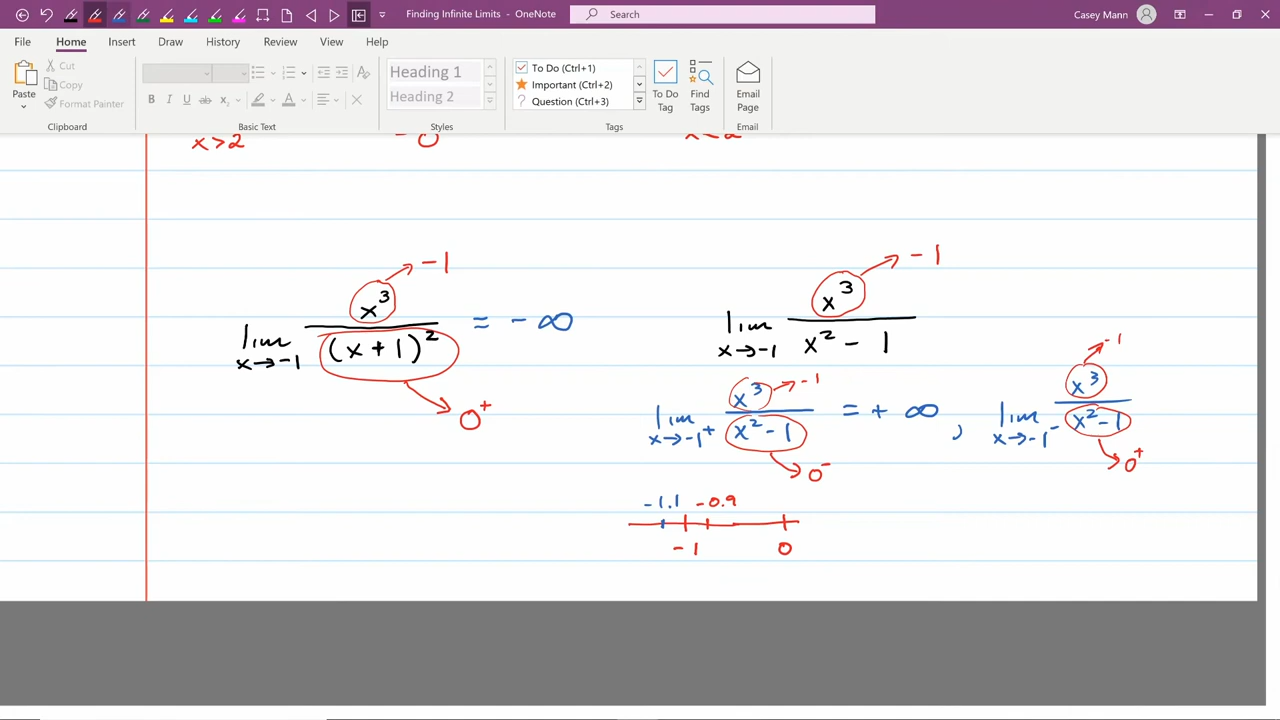 Finding Infinite Limits - OneNote
Search
Casey Mann
File Home Insert Draw History Review View Help
Paste
Cut
Copy
Format Painter
Clipboard
B I U ab x₂ A
Basic Text
Heading 1
Heading 2
Styles
To Do (Ctrl+1)
Important (Ctrl+2)
Question (Ctrl+3)
To Do Tag
Find Tags
Tags
Email Page
Email
x > 2
x < 2
lim x→-1 x³ / (x + 1)² = - ∞
→ -1
→ 0⁺
lim x→-1 x³ / x² - 1
→ -1
lim x→-1⁺ x³ / x² - 1 = + ∞ ,
→ -1
→ 0⁻
lim x→-1⁻ x³ / x² - 1
→ -1
→ 0⁺
-1.1 -0.9
-1 0